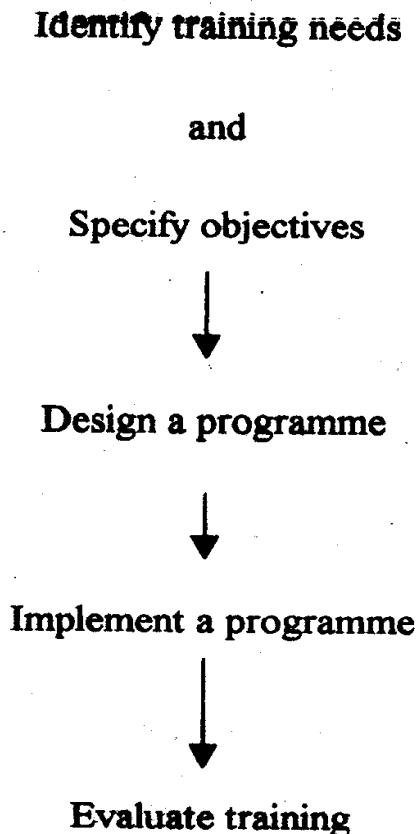 Identify training needs
and
Specify objectives
Design a programme
Implement a programme
Evaluate training